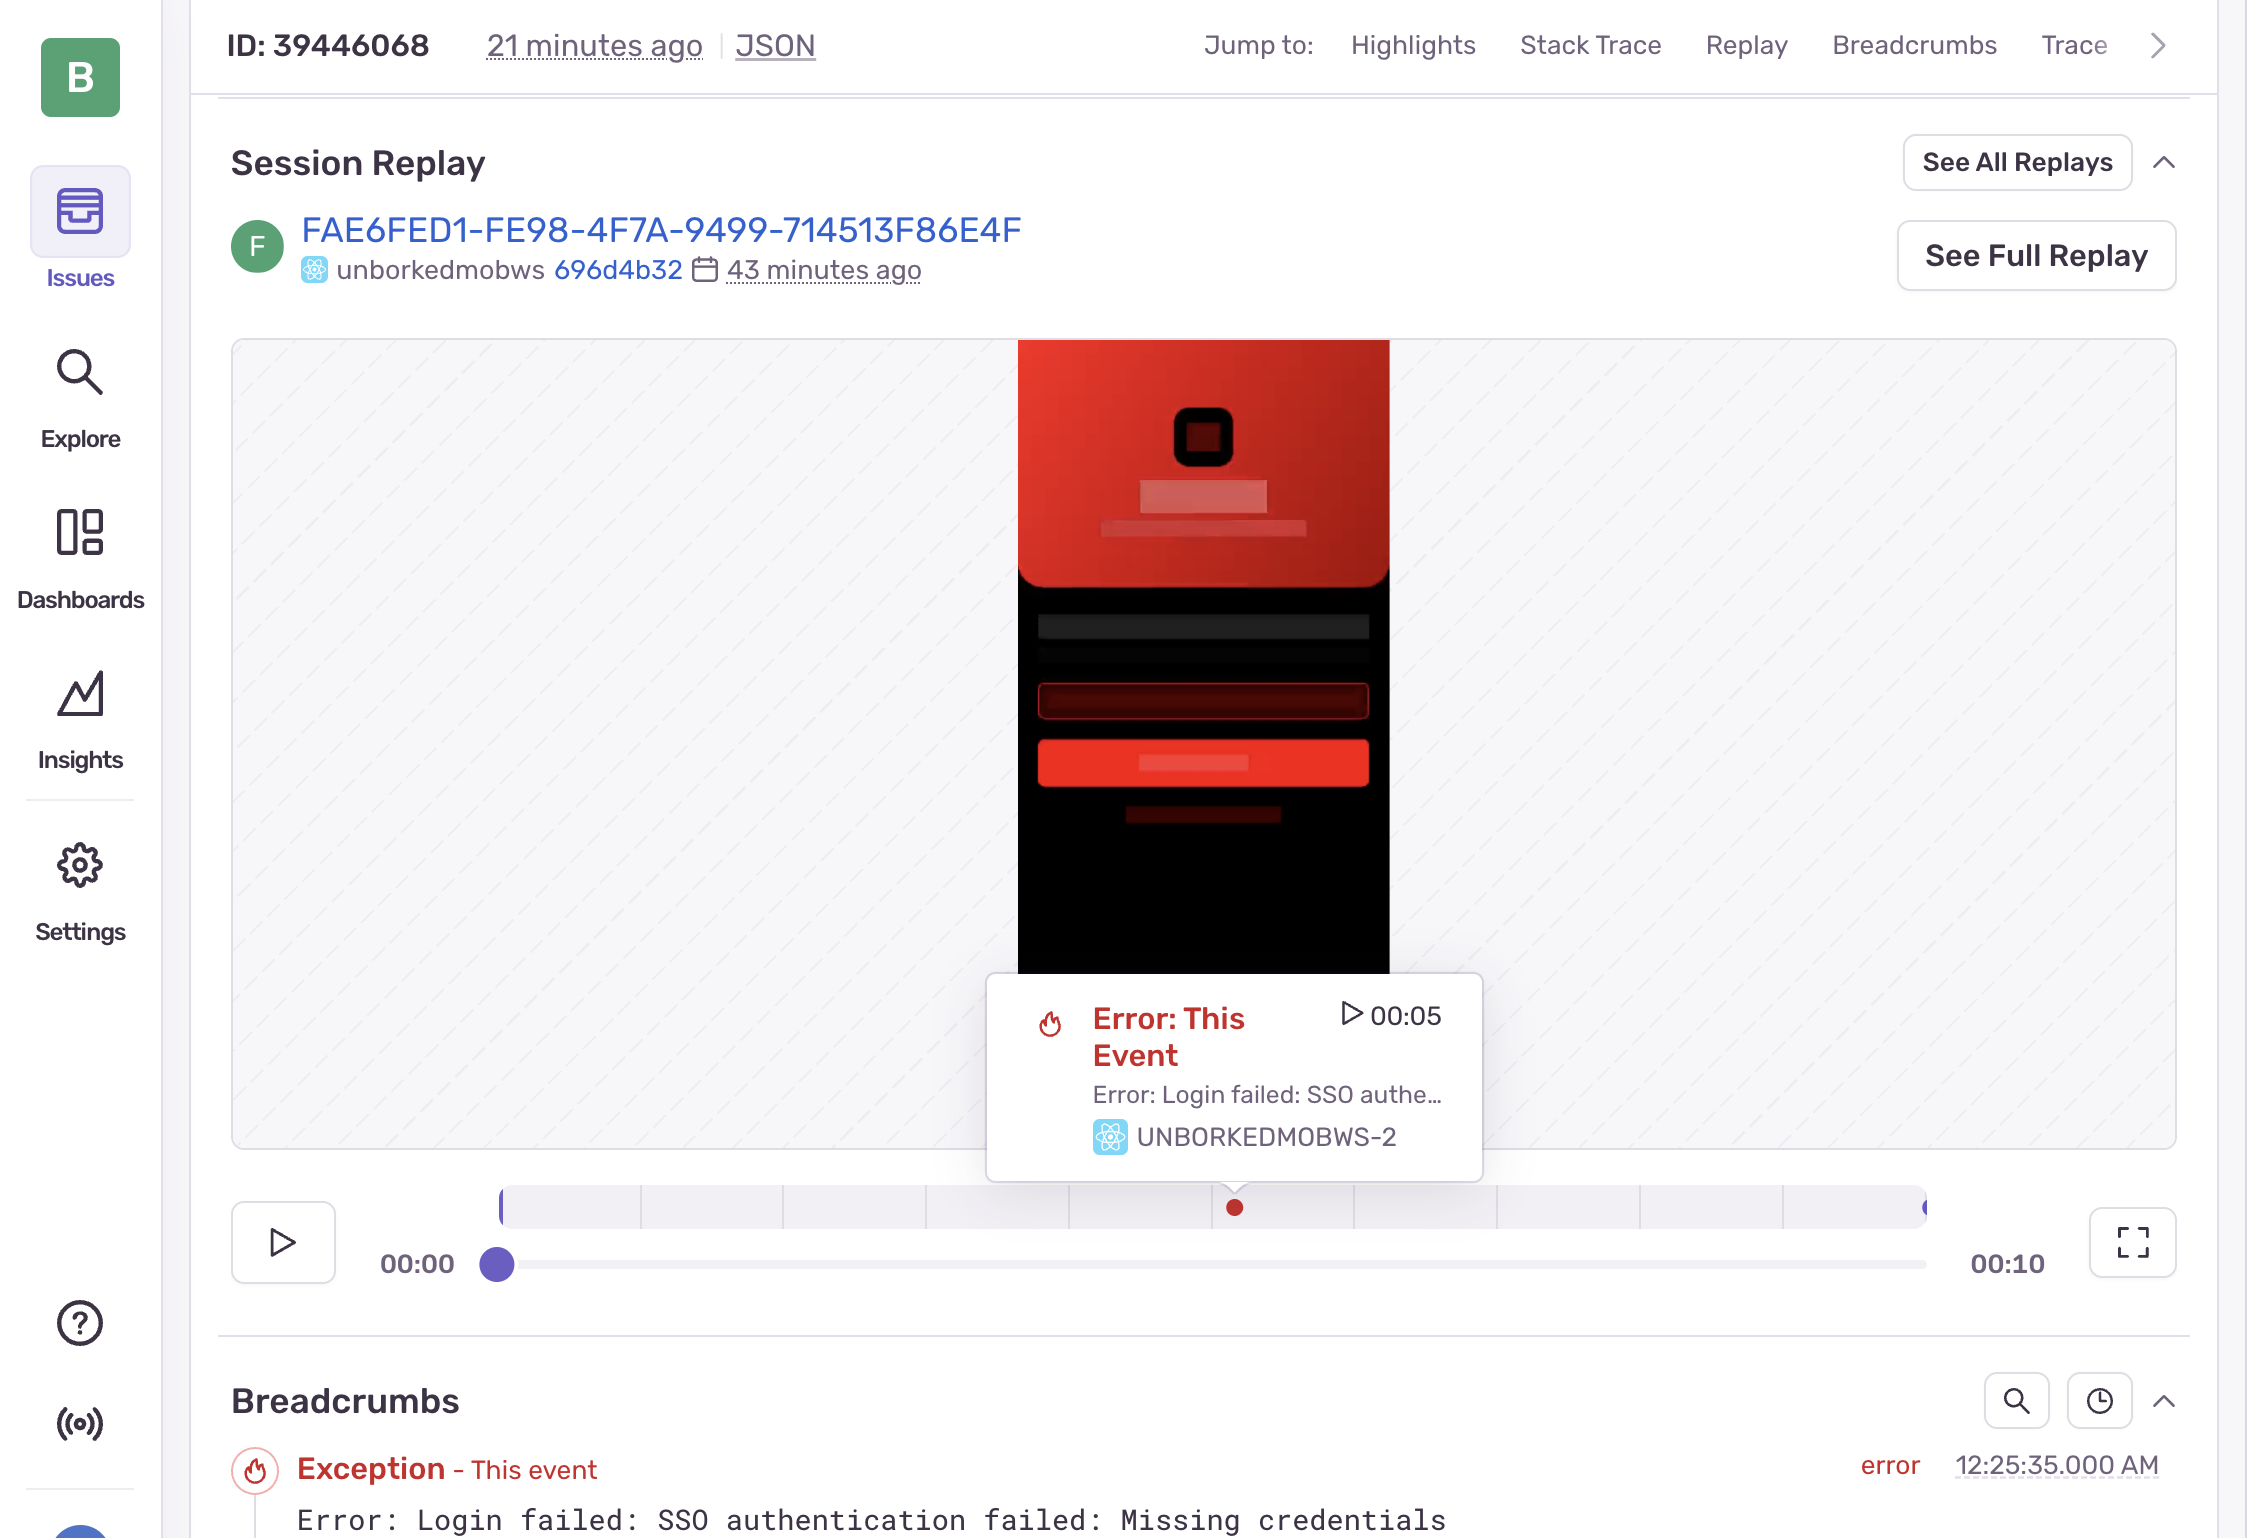 B
ID: 39446068 21 minutes ago JSON Jump to: Highlights Stack Trace Replay Breadcrumbs Trace
Issues
Explore
Dashboards
Insights
Settings
Session Replay See All Replays
F FAE6FED1-FE98-4F7A-9499-714513F86E4F See Full Replay
unborkedmobws 696d4b32 43 minutes ago
Error: This Event 00:05
Error: Login failed: SSO authe...
UNBORKEDMOBWS-2
00:00 00:10
Breadcrumbs
Exception - This event error 12:25:35.000 AM
Error: Login failed: SSO authentication failed: Missing credentials